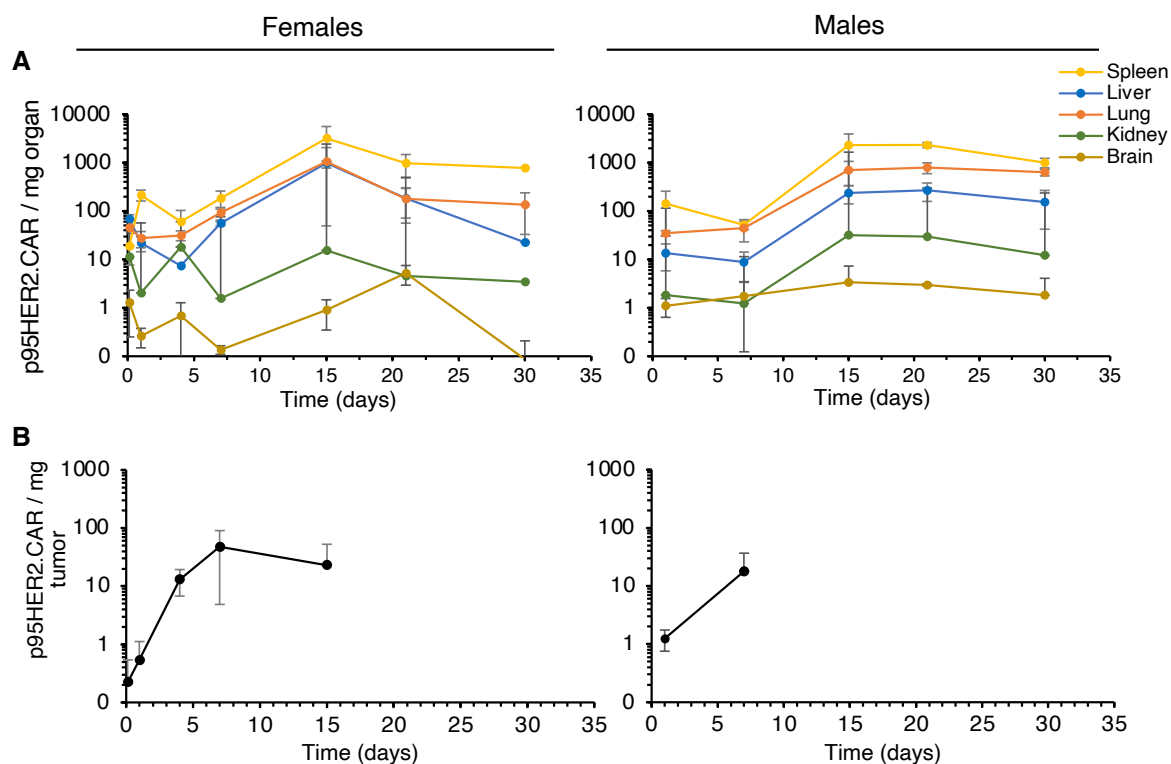 Females
Males
A
Spleen
Liver
Lung
Kidney
Brain
p95HER2.CAR / mg organ
10000
1000
100
10
1
0
0 5 10 15 20 25 30 35
Time (days)
10000
1000
100
10
1
0
0 5 10 15 20 25 30 35
Time (days)
B
p95HER2.CAR / mg
tumor
1000
100
10
1
0
0 5 10 15 20 25 30 35
Time (days)
1000
100
10
1
0
0 5 10 15 20 25 30 35
Time (days)